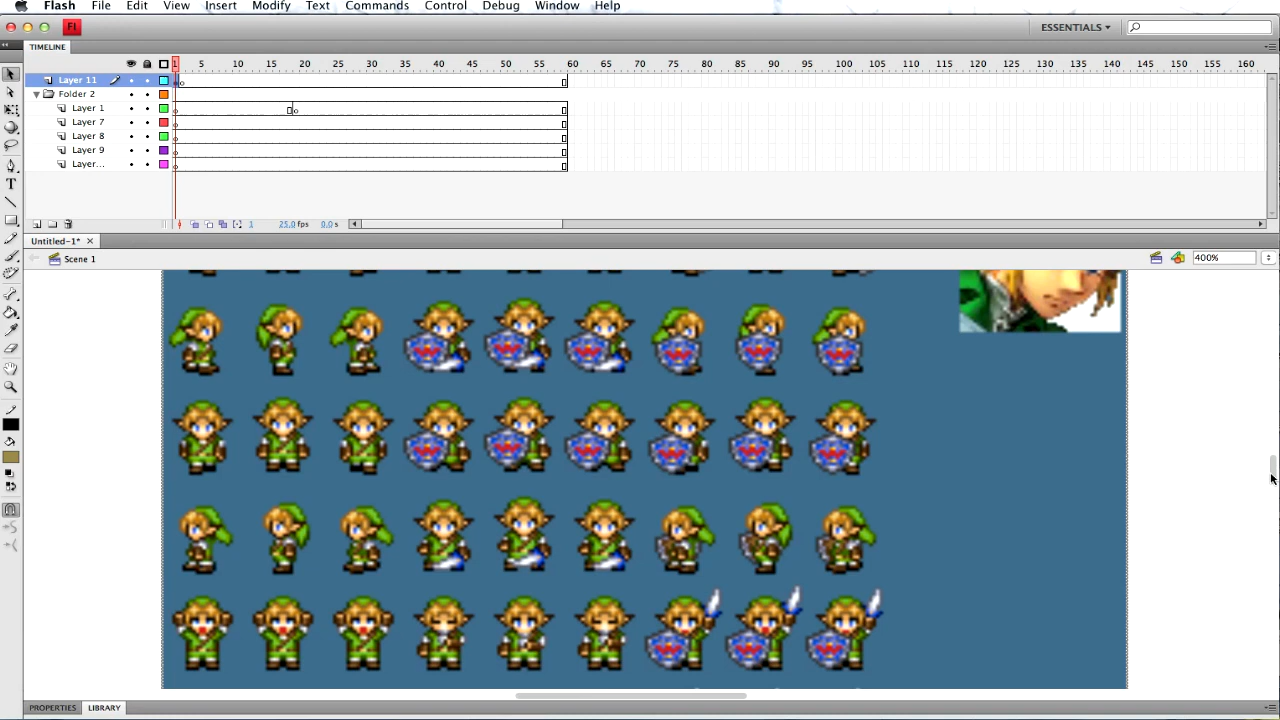 Flash File Edit View Insert Modify Text Commands Control Debug Window Help
Fl ESSENTIALS
TIMELINE
1 5 10 15 20 25 30 35 40 45 50 55 60 65 70 75 80 85 90 95 100 105 110 115 120 125 130 135 140 145 150 155 160
Layer 11
Folder 2
Layer 1
Layer 7
Layer 8
Layer 9
Layer...
1 25.0 fps 0.0 s
Untitled-1*
Scene 1 400%
PROPERTIES LIBRARY